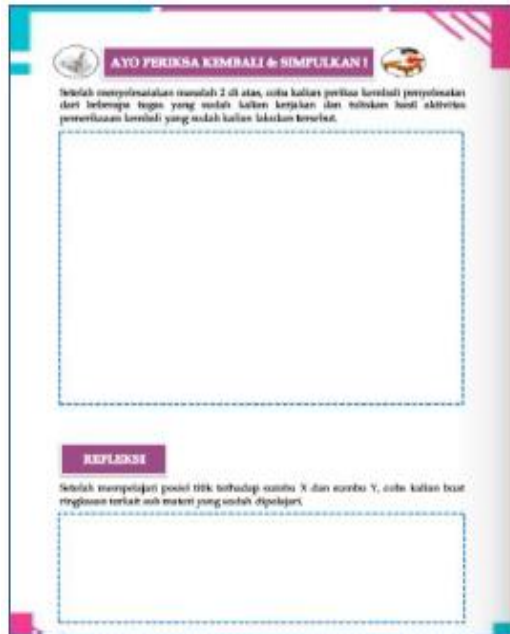 AYO PERIKSA KEMBALI & SIMPULKAN !
Setelah menyelesaikan masalah 2 di atas, coba kalian periksa kembali penyelesaian
dari beberapa tugas yang sudah kalian kerjakan dan tuliskan hasil aktivitas
pemeriksaan kembali yang sudah kalian lakukan tersebut.
REFLEKSI
Setelah mempelajari posisi titik terhadap sumbu X dan sumbu Y, coba kalian buat
ringkasan terkait sub materi yang sudah dipelajari.